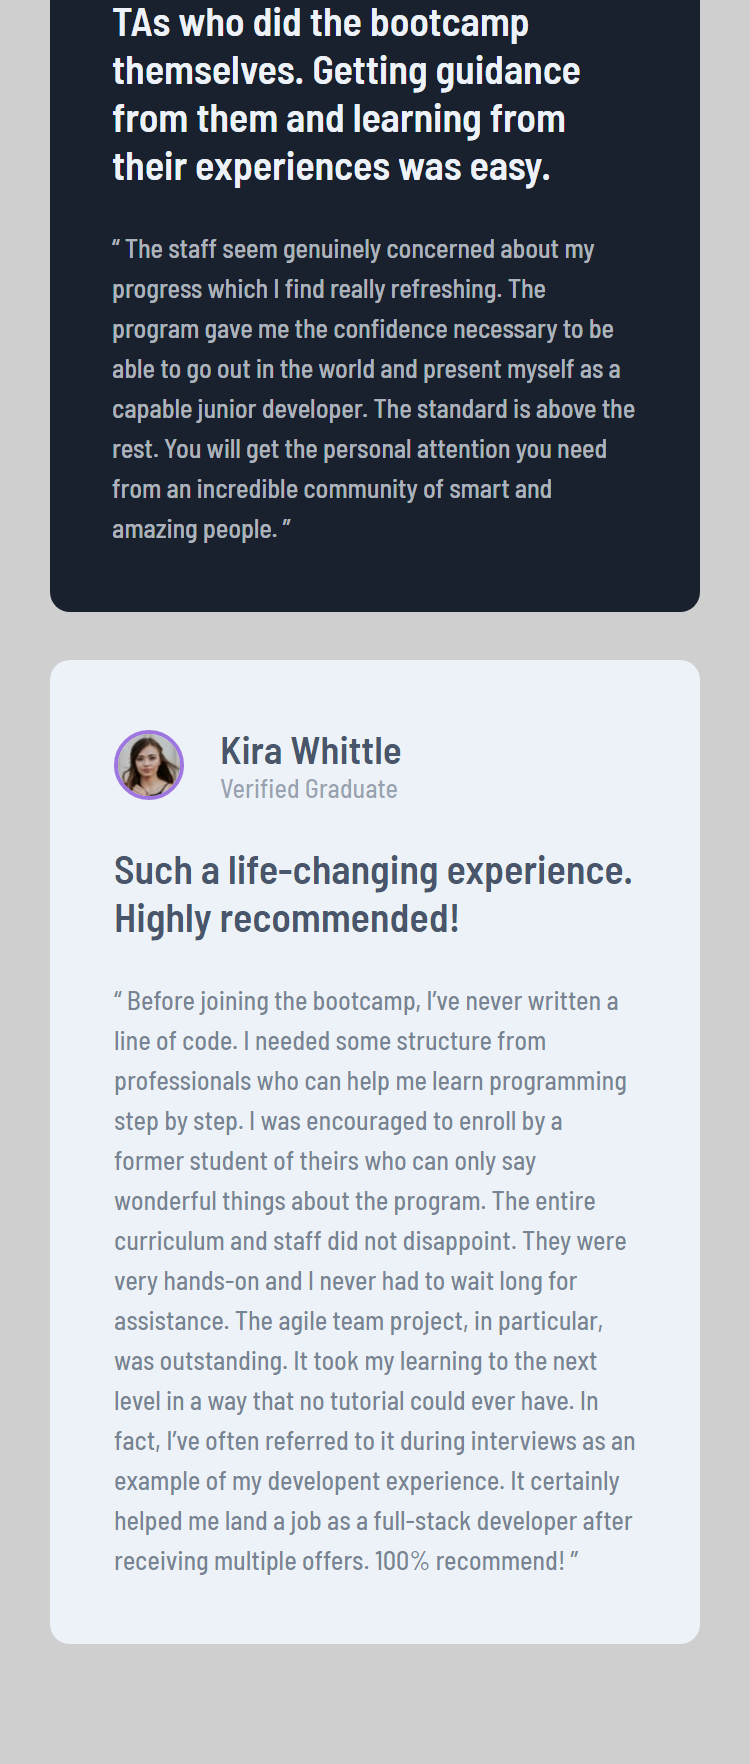 TAs who did the bootcamp
themselves. Getting guidance
from them and learning from
their experiences was easy.
“ The staff seem genuinely concerned about my
progress which I find really refreshing. The
program gave me the confidence necessary to be
able to go out in the world and present myself as a
capable junior developer. The standard is above the
rest. You will get the personal attention you need
from an incredible community of smart and
amazing people. ”
Kira Whittle
Verified Graduate
Such a life-changing experience.
Highly recommended!
“ Before joining the bootcamp, I’ve never written a
line of code. I needed some structure from
professionals who can help me learn programming
step by step. I was encouraged to enroll by a
former student of theirs who can only say
wonderful things about the program. The entire
curriculum and staff did not disappoint. They were
very hands-on and I never had to wait long for
assistance. The agile team project, in particular,
was outstanding. It took my learning to the next
level in a way that no tutorial could ever have. In
fact, I’ve often referred to it during interviews as an
example of my developent experience. It certainly
helped me land a job as a full-stack developer after
receiving multiple offers. 100% recommend! ”